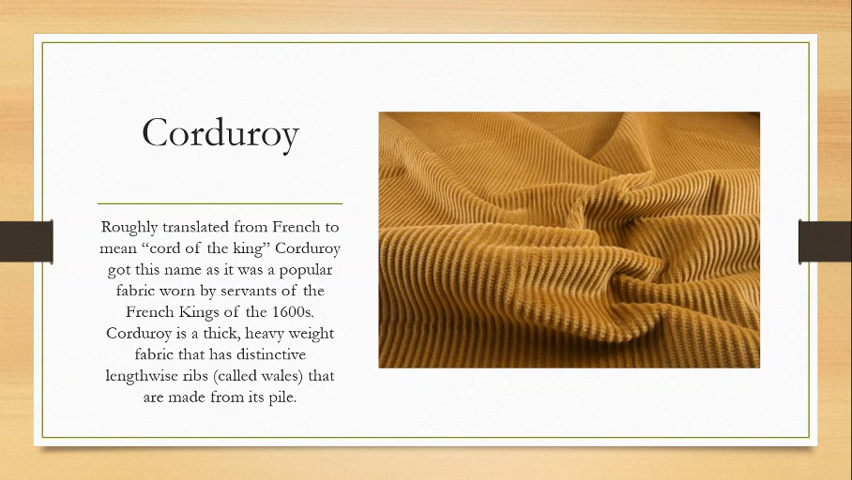 Corduroy
Roughly translated from French to
mean “cord of the king” Corduroy
got this name as it was a popular
fabric worn by servants of the
French Kings of the 1600s.
Corduroy is a thick, heavy weight
fabric that has distinctive
lengthwise ribs (called wales) that
are made from its pile.